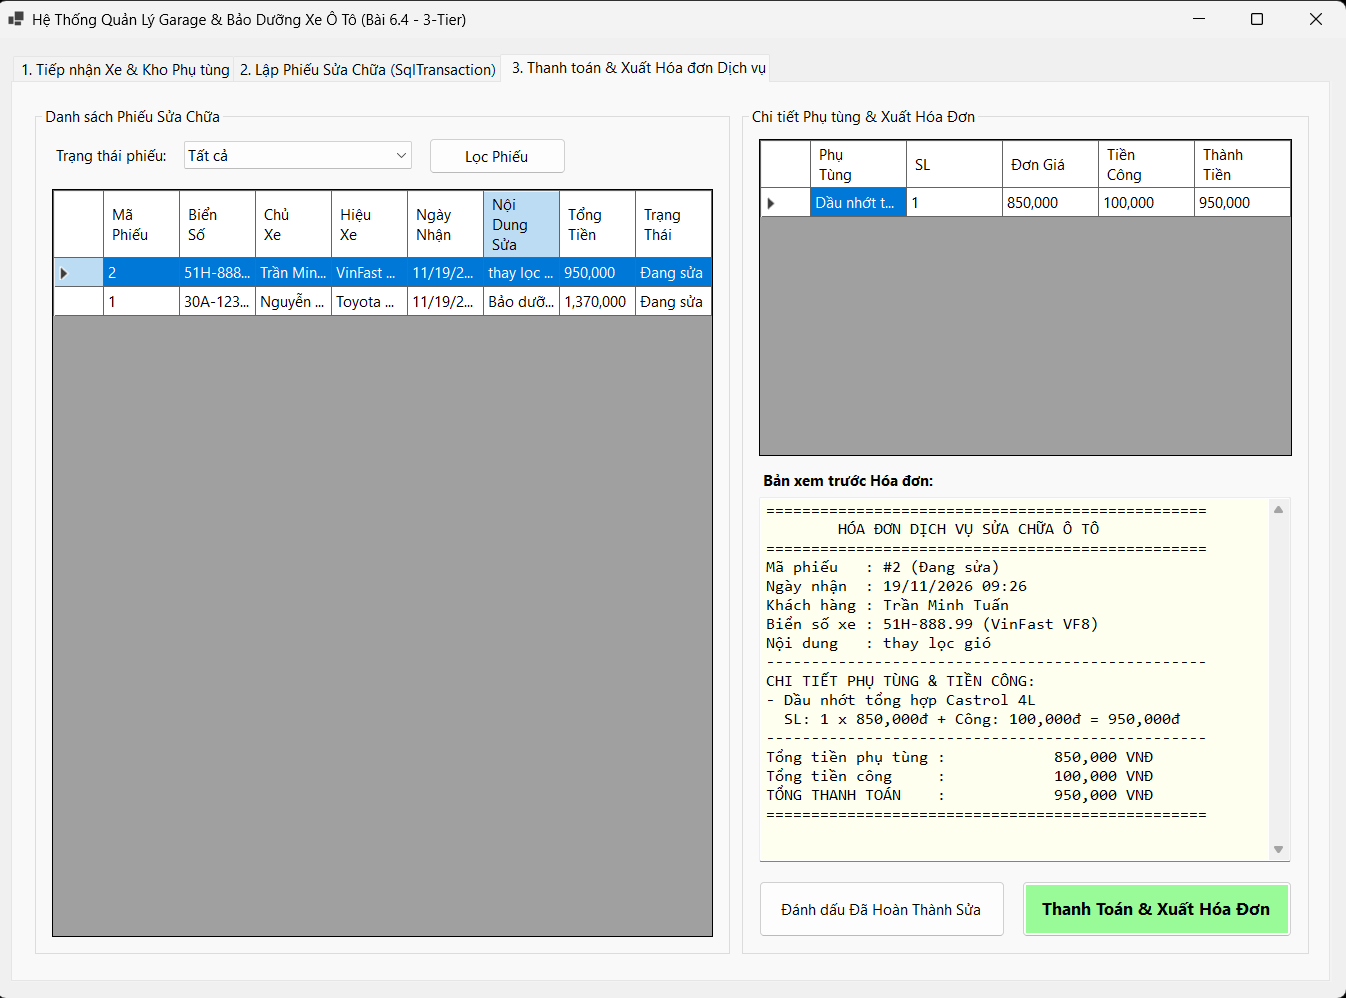 Hệ Thống Quản Lý Garage & Bảo Dưỡng Xe Ô Tô (Bài 6.4 - 3-Tier)
1. Tiếp nhận Xe & Kho Phụ tùng
2. Lập Phiếu Sửa Chữa (SqlTransaction)
3. Thanh toán & Xuất Hóa đơn Dịch vụ
Danh sách Phiếu Sửa Chữa
Trạng thái phiếu:
Tất cả
Lọc Phiếu
Mã Phiếu
Biển Số
Chủ Xe
Hiệu Xe
Ngày Nhận
Nội Dung Sửa
Tổng Tiền
Trạng Thái
2 51H-888... Trần Min... VinFast ... 11/19/2... thay lọc ... 950,000 Đang sửa
1 30A-123... Nguyễn ... Toyota ... 11/19/2... Bảo dưỡ... 1,370,000 Đang sửa
Chi tiết Phụ tùng & Xuất Hóa Đơn
Phụ Tùng
SL
Đơn Giá
Tiền Công
Thành Tiền
Dầu nhớt t... 1 850,000 100,000 950,000
Bản xem trước Hóa đơn:
=================================================
HÓA ĐƠN DỊCH VỤ SỬA CHỮA Ô TÔ
=================================================
Mã phiếu : #2 (Đang sửa)
Ngày nhận : 19/11/2026 09:26
Khách hàng : Trần Minh Tuấn
Biển số xe : 51H-888.99 (VinFast VF8)
Nội dung : thay lọc gió
-------------------------------------------------
CHI TIẾT PHỤ TÙNG & TIỀN CÔNG:
- Dầu nhớt tổng hợp Castrol 4L
SL: 1 x 850,000đ + Công: 100,000đ = 950,000đ
-------------------------------------------------
Tổng tiền phụ tùng : 850,000 VNĐ
Tổng tiền công : 100,000 VNĐ
TỔNG THANH TOÁN : 950,000 VNĐ
=================================================
Đánh dấu Đã Hoàn Thành Sửa
Thanh Toán & Xuất Hóa Đơn